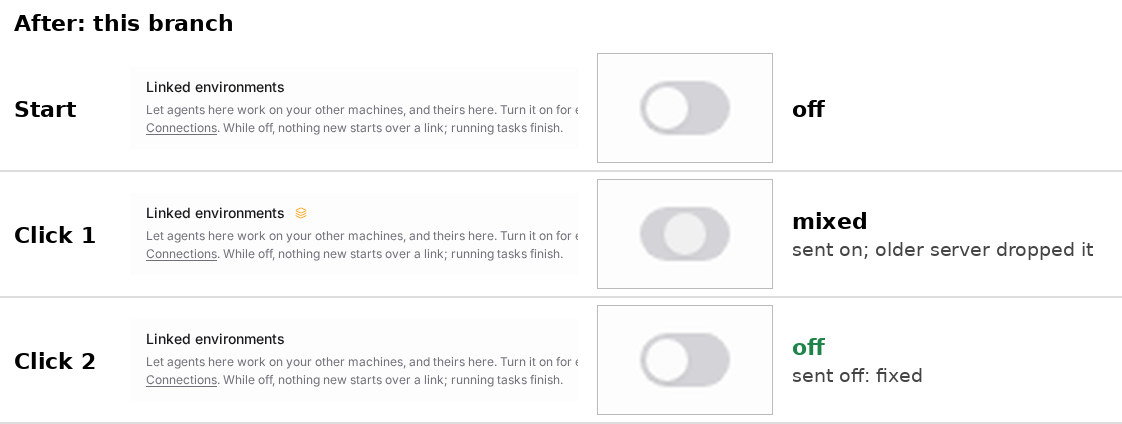 After: this branch
Start
Linked environments
Let agents here work on your other machines, and theirs here. Turn it on for
Connections. While off, nothing new starts over a link; running tasks finish.
off
Click 1
Linked environments
Let agents here work on your other machines, and theirs here. Turn it on for
Connections. While off, nothing new starts over a link; running tasks finish.
mixed
sent on; older server dropped it
Click 2
Linked environments
Let agents here work on your other machines, and theirs here. Turn it on for
Connections. While off, nothing new starts over a link; running tasks finish.
off
sent off: fixed